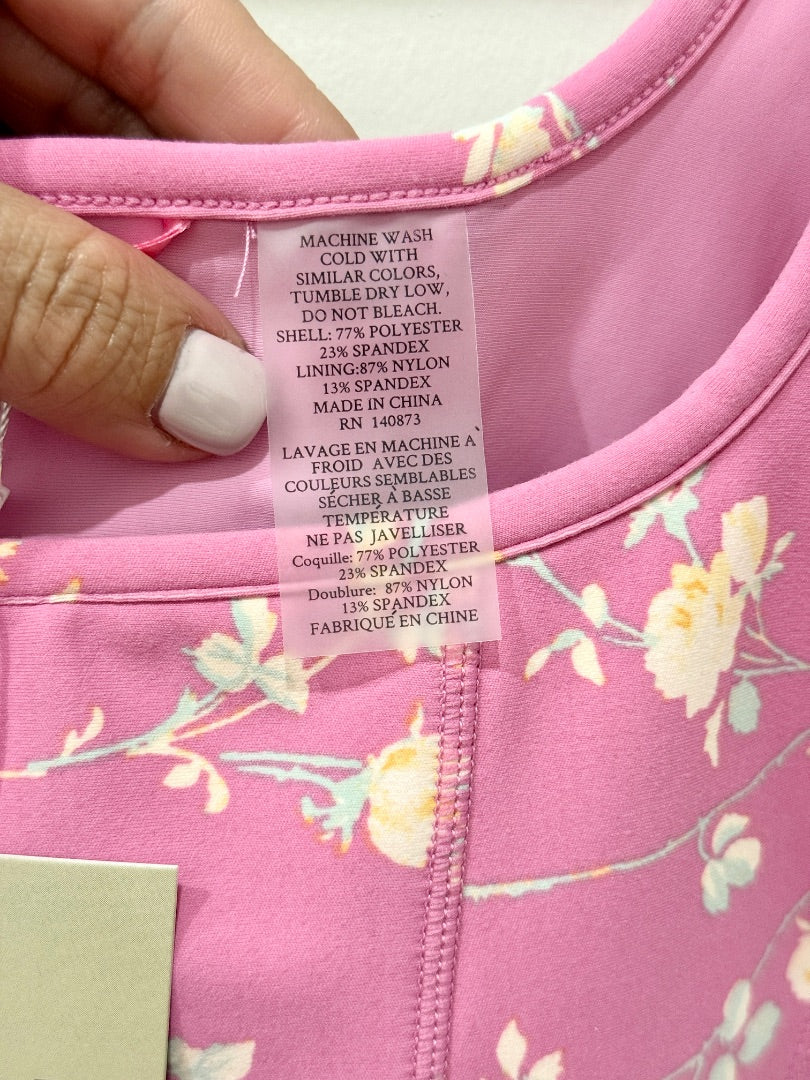 MACHINE WASH
COLD WITH
SIMILAR COLORS,
TUMBLE DRY LOW,
DO NOT BLEACH.
SHELL: 77% POLYESTER
23% SPANDEX
LINING:87% NYLON
13% SPANDEX
MADE IN CHINA
RN 140873
LAVAGE EN MACHINE A`
FROID AVEC DES
COULEURS SEMBLABLES
SÉCHER À BASSE
TEMPÉRATURE
NE PAS JAVELLISER
Coquille: 77% POLYESTER
23% SPANDEX
Doublure: 87% NYLON
13% SPANDEX
FABRIQUÉ EN CHINE